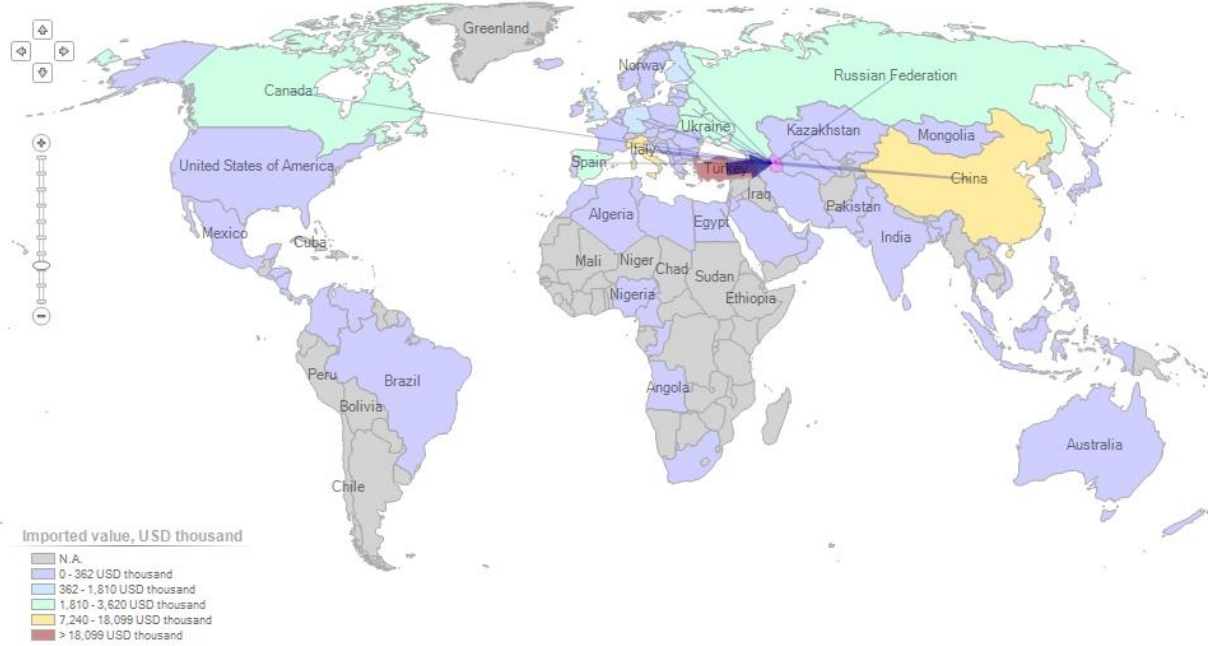 Greenland
Norway
Russian Federation
Canada
Ukraine
Kazakhstan
Mongolia
Italy
Spain
United States of America
Turkey
China
Iraq
Pakistan
Algeria
Egypt
Mexico
India
Cuba
Mali
Niger
Chad
Sudan
Nigeria
Ethiopia
Peru
Brazil
Angola
Bolivia
Australia
Chile
Imported value, USD thousand
N.A.
0 - 362 USD thousand
362 - 1,810 USD thousand
1,810 - 3,620 USD thousand
7,240 - 18,099 USD thousand
> 18,099 USD thousand